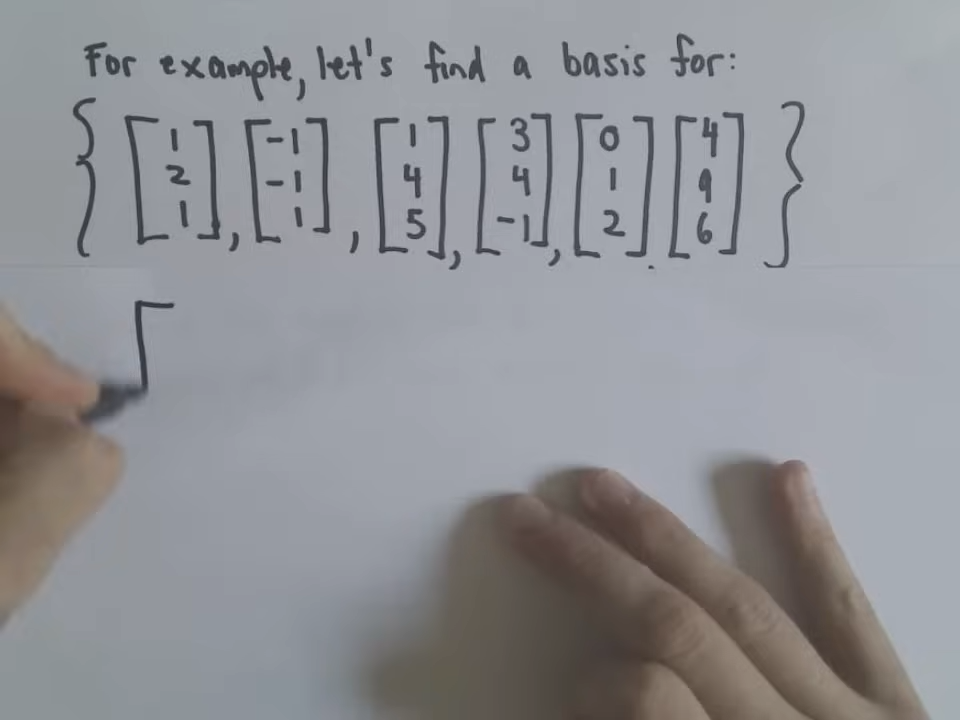 For example, let's find a basis for:
{ [1 2 1], [-1 -1 1], [1 4 5], [3 4 -1], [0 1 2], [4 9 6] }
[